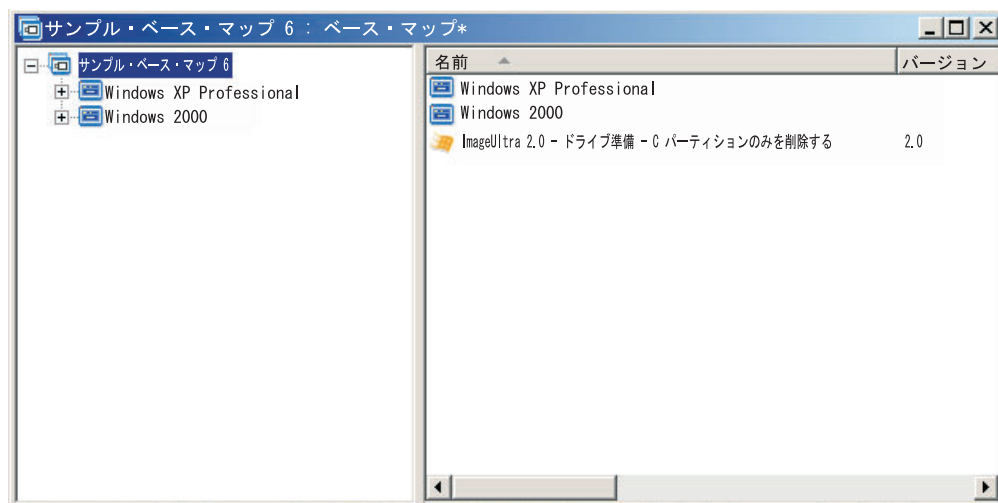 サンプル・ベース・マップ 6 : ベース・マップ*
サンプル・ベース・マップ 6
Windows XP Professional
Windows 2000
名前
バージョン
Windows XP Professional
Windows 2000
ImageUltra 2.0 - ドライブ準備 - C パーティションのみを削除する 2.0